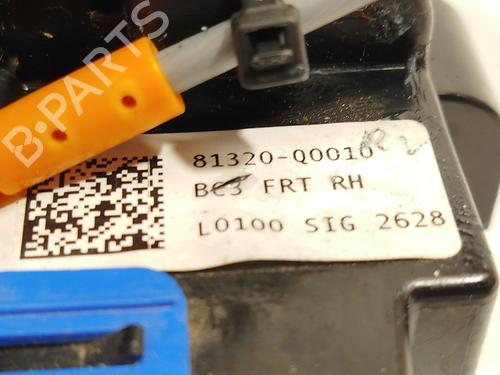 B-PARTS
81320-Q0010
BC3 FRT RH
L0100 SIG 2628